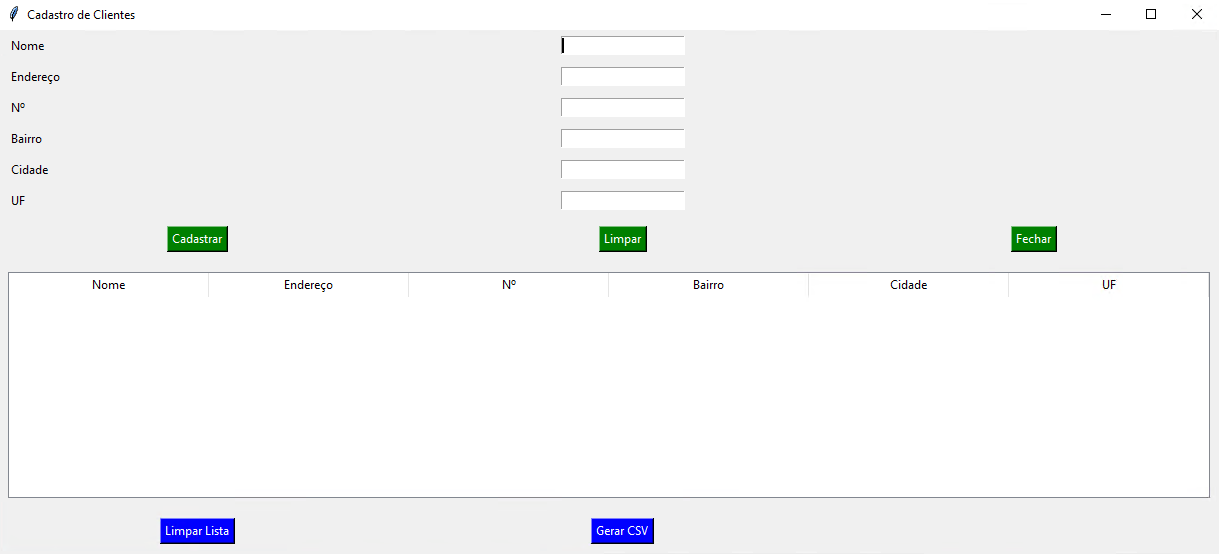 Cadastro de Clientes
Nome
Endereço
Nº
Bairro
Cidade
UF
Cadastrar Limpar Fechar
Nome Endereço Nº Bairro Cidade UF
Limpar Lista Gerar CSV